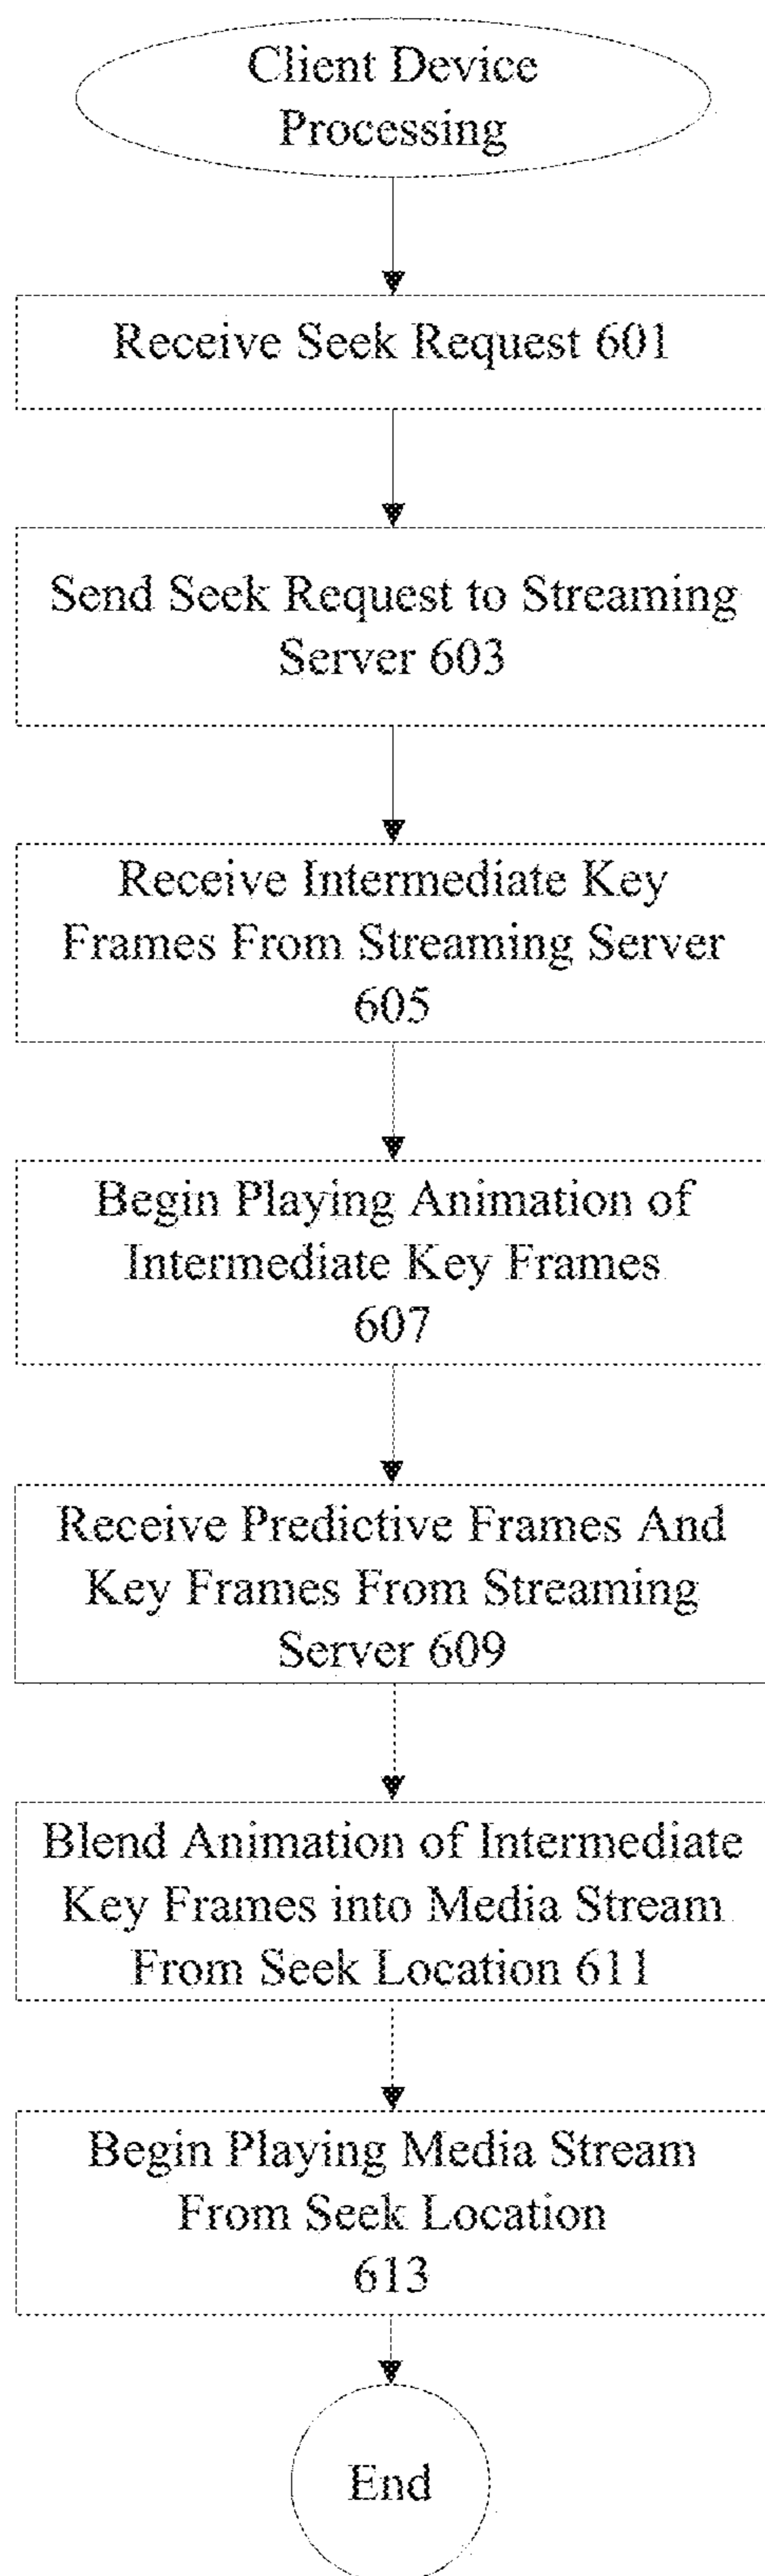 Client Device
Processing
Receive Seek Request 601
Send Seek Request to Streaming
Server 603
Receive Intermediate Key
Frames From Streaming Server
605
Begin Playing Animation of
Intermediate Key Frames
607
Receive Predictive Frames And
Key Frames From Streaming
Server 609
Blend Animation of Intermediate
Key Frames into Media Stream
From Seek Location 611
Begin Playing Media Stream
From Seek Location
613
End